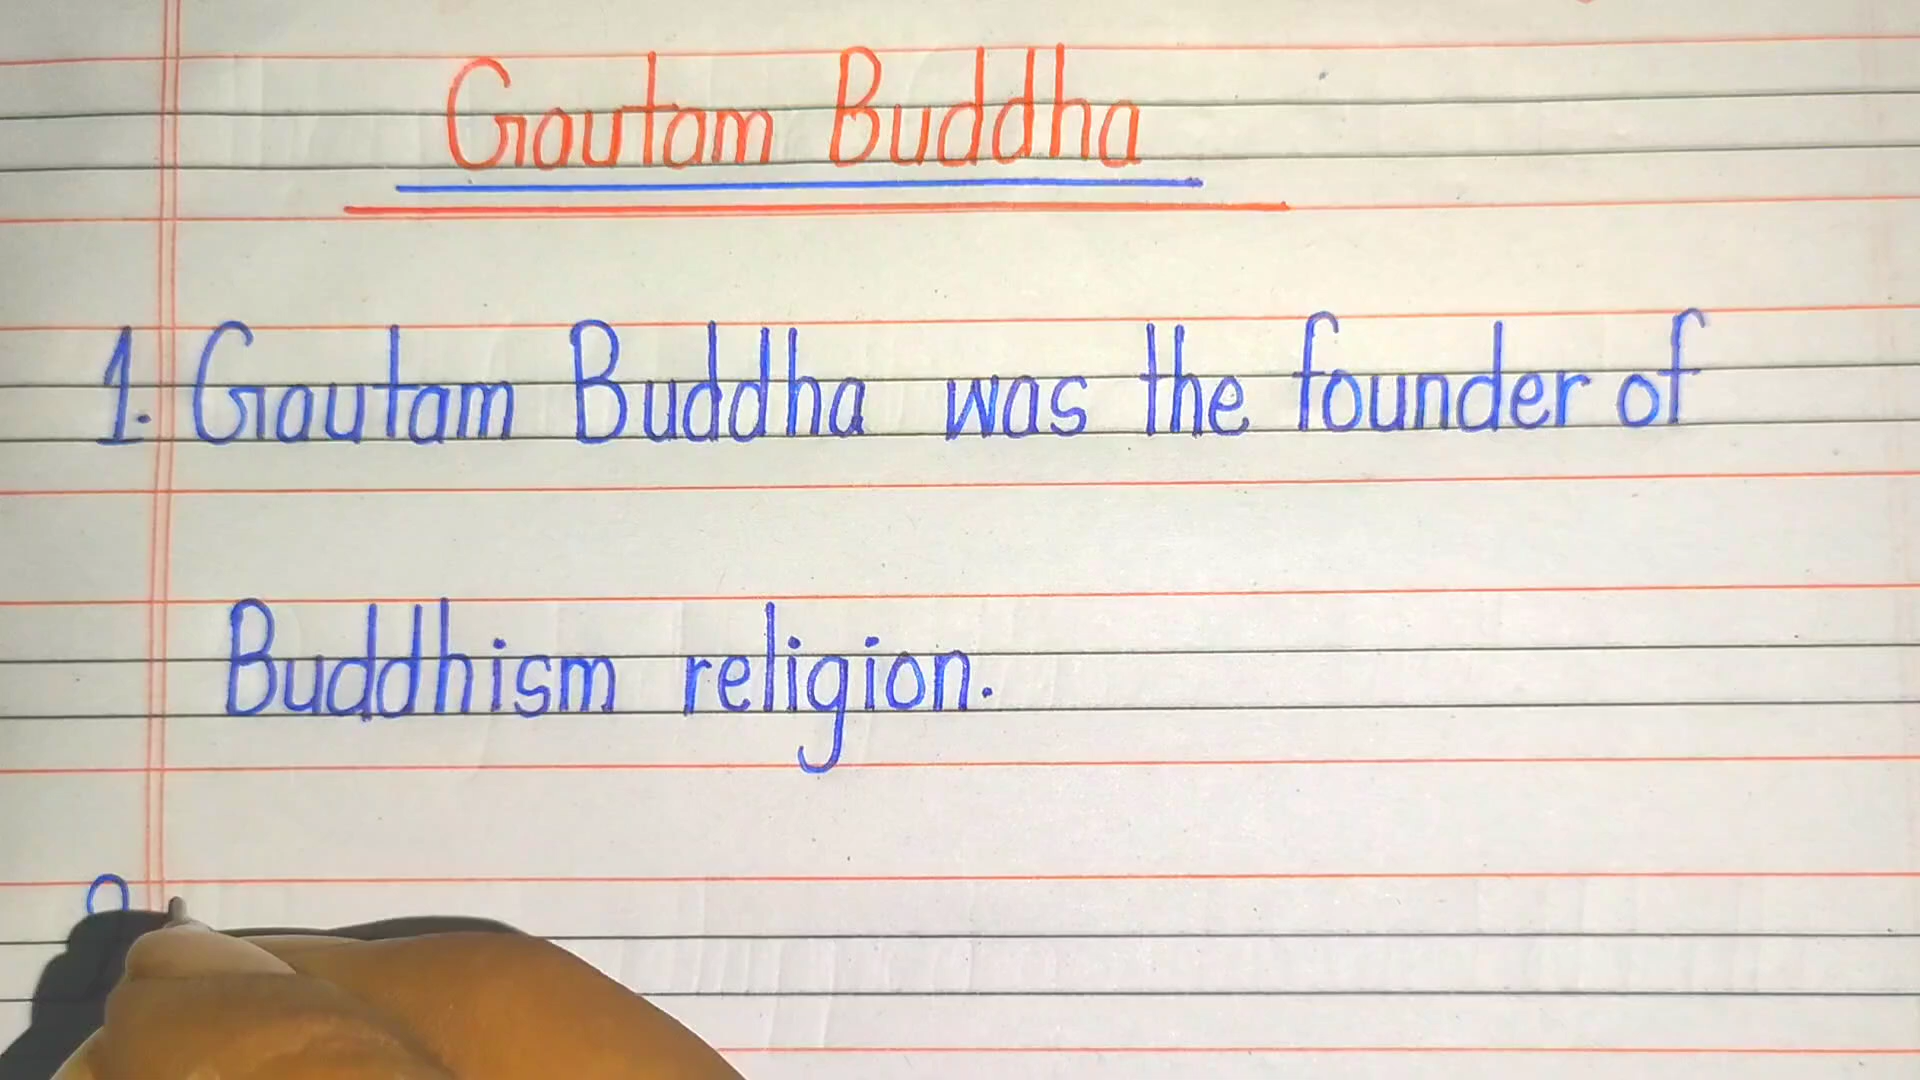 Gautam Buddha
1. Gautam Buddha was the founder of
Buddhism religion.